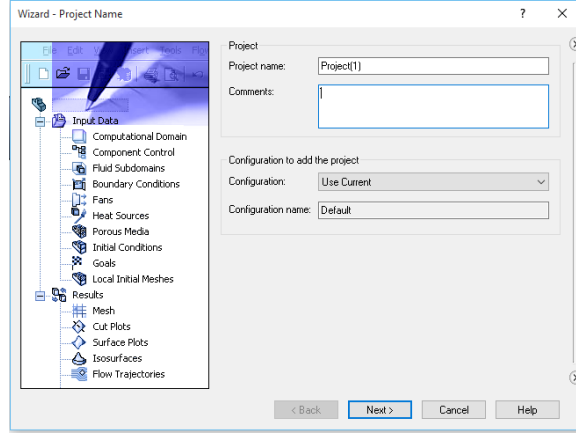 Wizard - Project Name
File Edit View Insert Tools Flow
Project
Project name: Project(1)
Comments:
Input Data
Computational Domain
Component Control
Fluid Subdomains
Boundary Conditions
Fans
Heat Sources
Porous Media
Initial Conditions
Goals
Local Initial Meshes
Results
Mesh
Cut Plots
Surface Plots
Isosurfaces
Flow Trajectories
Configuration to add the project
Configuration: Use Current
Configuration name: Default
< Back
Next >
Cancel
Help